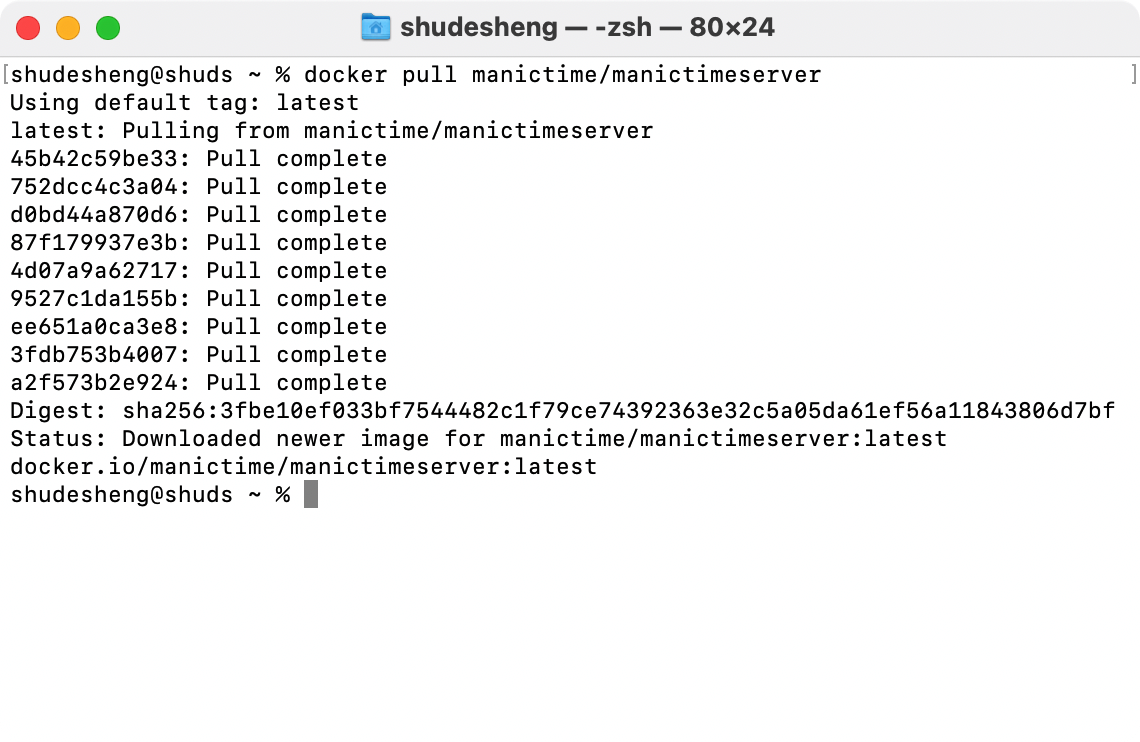 shudesheng — -zsh — 80×24
[shudesheng@shuds ~ % docker pull manictime/manictimeserver ]
Using default tag: latest
latest: Pulling from manictime/manictimeserver
45b42c59be33: Pull complete
752dcc4c3a04: Pull complete
d0bd44a870d6: Pull complete
87f179937e3b: Pull complete
4d07a9a62717: Pull complete
9527c1da155b: Pull complete
ee651a0ca3e8: Pull complete
3fdb753b4007: Pull complete
a2f573b2e924: Pull complete
Digest: sha256:3fbe10ef033bf7544482c1f79ce74392363e32c5a05da61ef56a11843806d7bf
Status: Downloaded newer image for manictime/manictimeserver:latest
docker.io/manictime/manictimeserver:latest
shudesheng@shuds ~ %